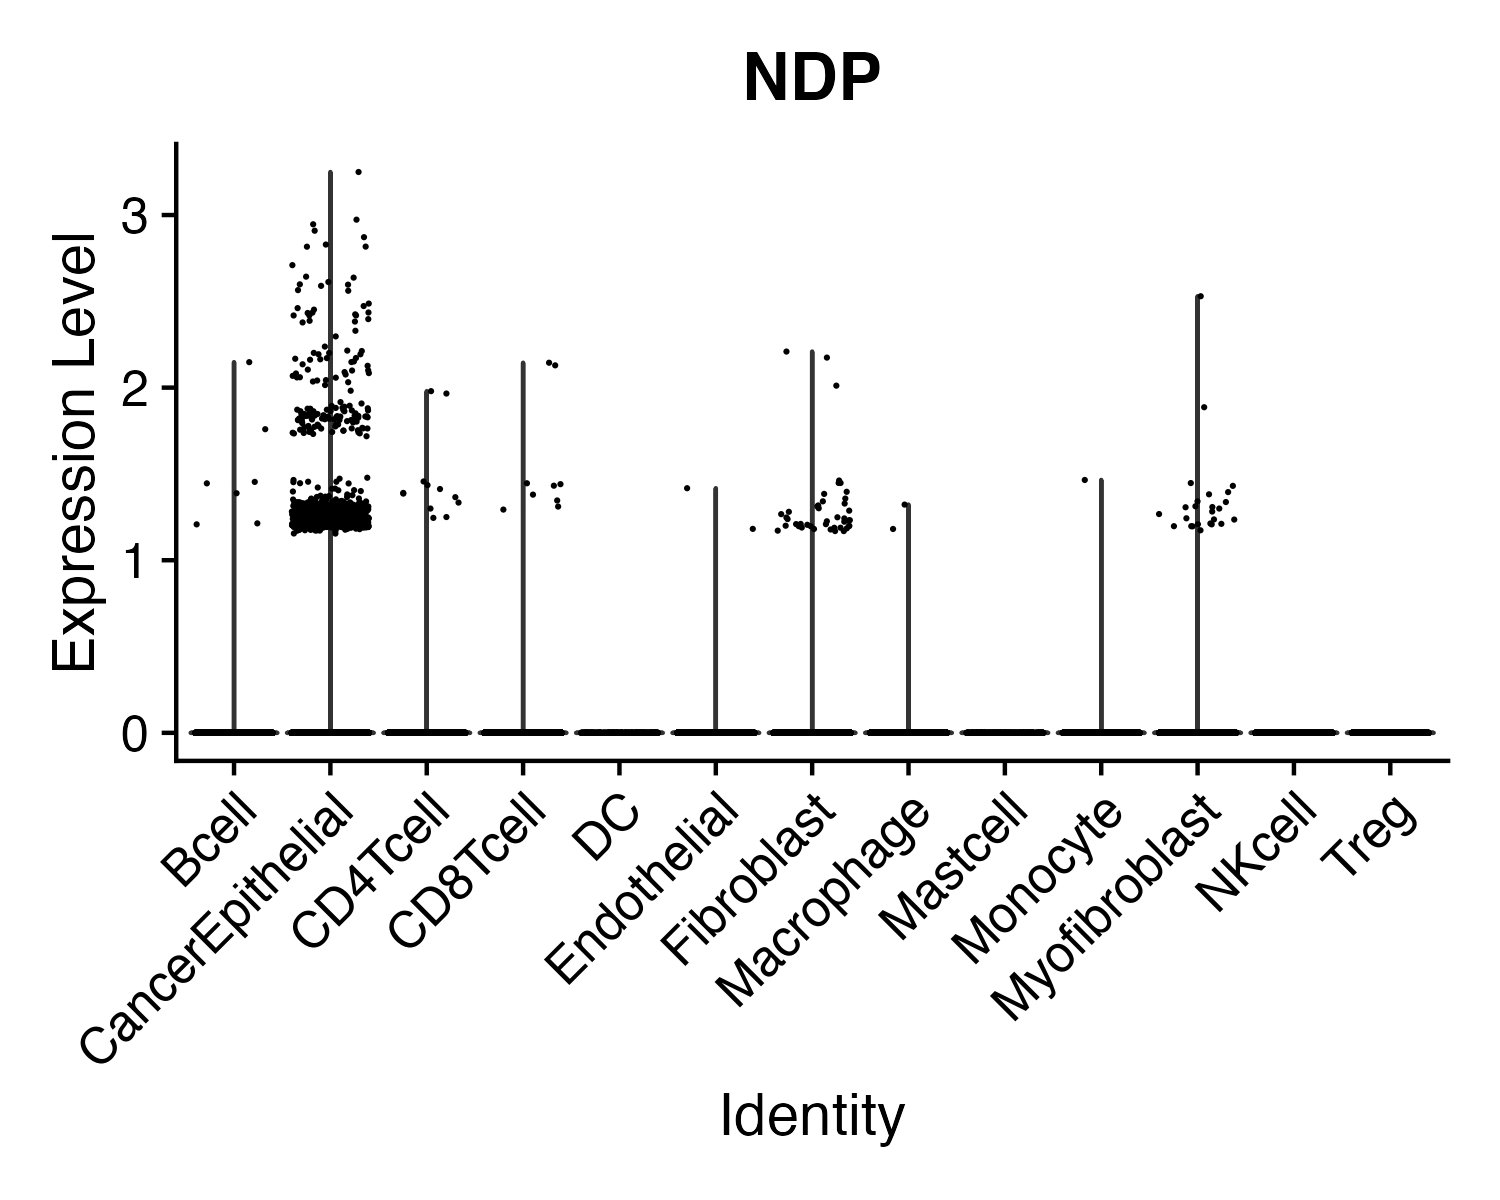 NDP
Expression Level
3
2
1
0
Bcell
CancerEpithelial
CD4Tcell
CD8Tcell
DC
Endothelial
Fibroblast
Macrophage
Mastcell
Monocyte
Myofibroblast
NKcell
Treg
Identity